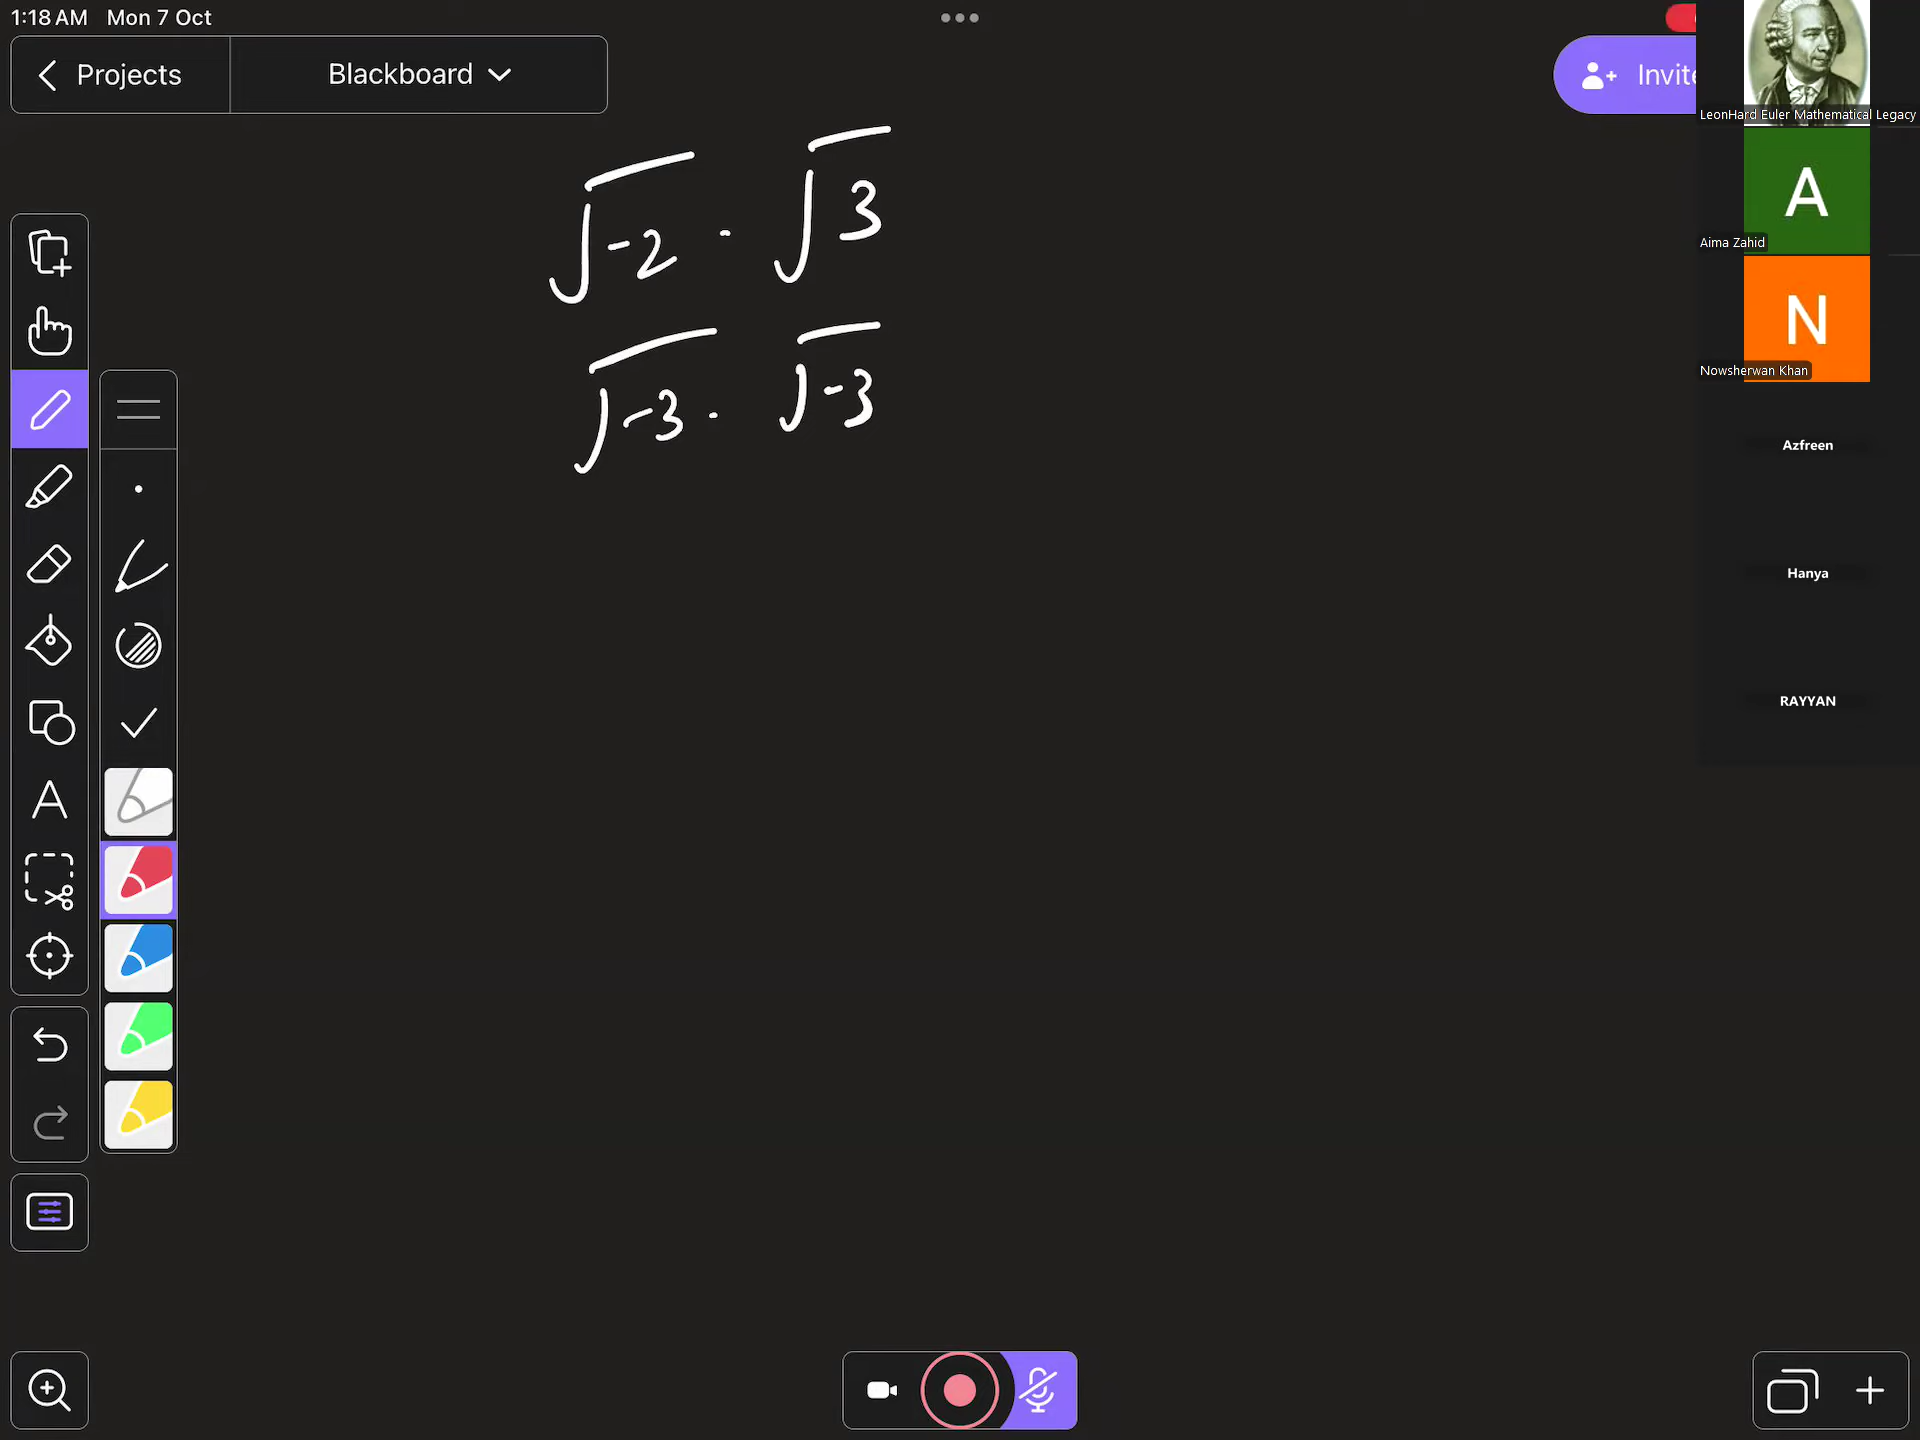 1:18 AM Mon 7 Oct
Projects
Blackboard
Invite
LeonHard Euler Mathematical Legacy
√-2 · √3
A
Aima Zahid
√-3 · √-3
N
Nowsherwan Khan
Azfreen
Hanya
RAYYAN
A